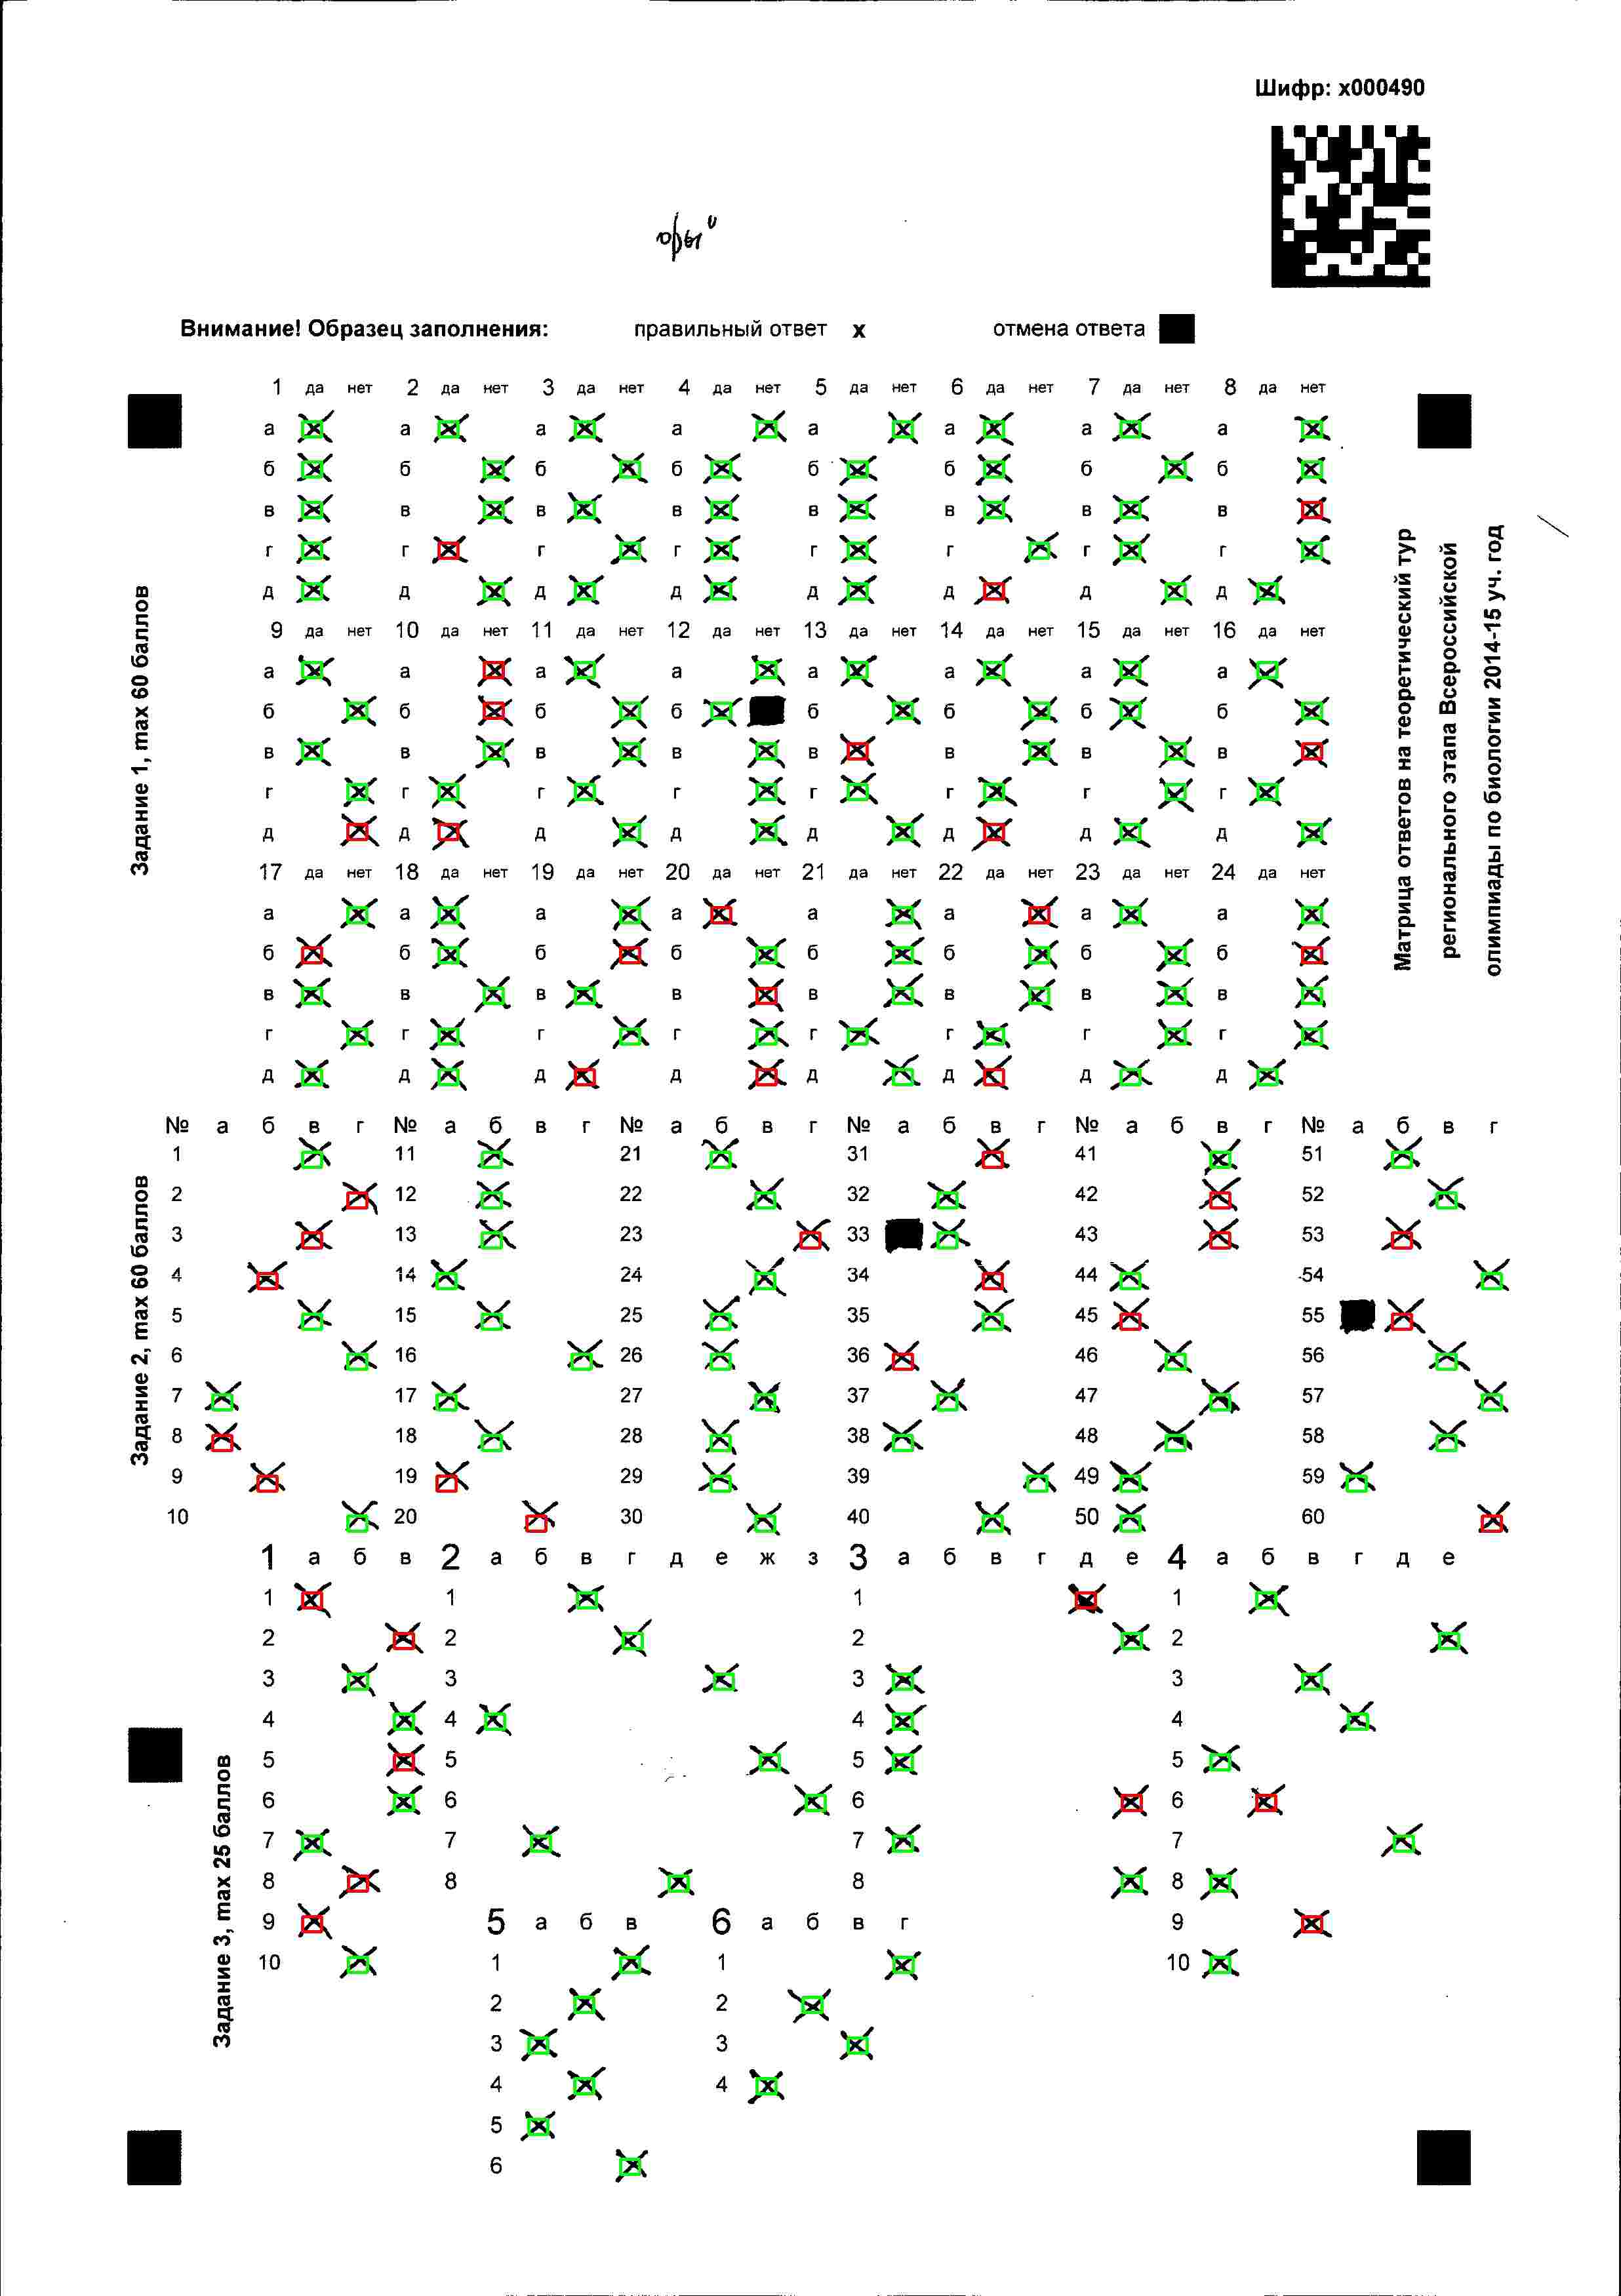 Шифр: x000490
Внимание! Образец заполнения: правильный ответ x отмена ответа
Задание 1, max 60 баллов
Матрица ответов на теоретический тур
регионального этапа Всероссийской
олимпиады по биологии 2014-15 уч. год
1 да нет 2 да нет 3 да нет 4 да нет 5 да нет 6 да нет 7 да нет 8 да нет
а а а а а а а а
б б б б б б б б
в в в в в в в в
г г г г г г г г
д д д д д д д д
9 да нет 10 да нет 11 да нет 12 да нет 13 да нет 14 да нет 15 да нет 16 да нет
а а а а а а а а
б б б б б б б б
в в в в в в в в
г г г г г г г г
д д д д д д д д
17 да нет 18 да нет 19 да нет 20 да нет 21 да нет 22 да нет 23 да нет 24 да нет
а а а а а а а а
б б б б б б б б
в в в в в в в в
г г г г г г г г
д д д д д д д д
Задание 2, max 60 баллов
№ а б в г № а б в г № а б в г № а б в г № а б в г № а б в г
1 11 21 31 41 51
2 12 22 32 42 52
3 13 23 33 43 53
4 14 24 34 44 54
5 15 25 35 45 55
6 16 26 36 46 56
7 17 27 37 47 57
8 18 28 38 48 58
9 19 29 39 49 59
10 20 30 40 50 60
Задание 3, max 25 баллов
1 а б в 2 а б в г д е ж з 3 а б в г д е 4 а б в г д е
1 1 1 1
2 2 2 2
3 3 3 3
4 4 4 4
5 5 5 5
6 6 6 6
7 7 7 7
8 8 8 8
9 5 а б в 6 а б в г 9
10 1 1 10
2 2
3 3
4 4
5
6